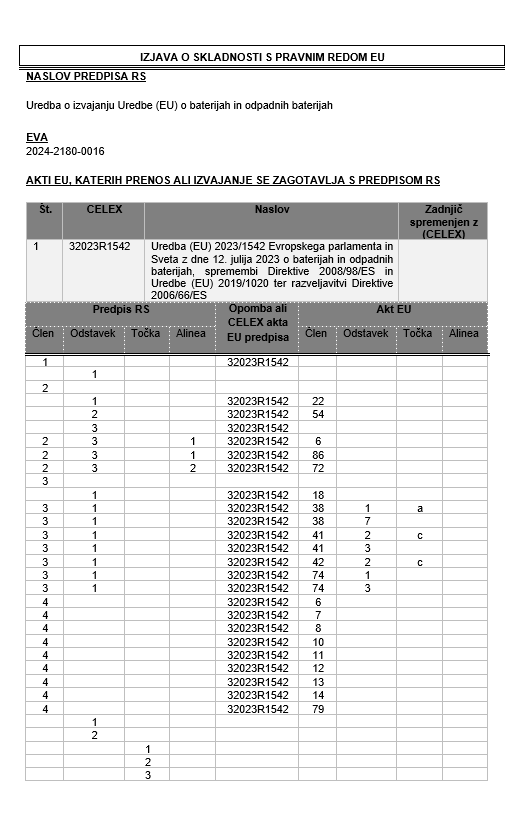 IZJAVA O SKLADNOSTI S PRAVNIM REDOM EU
NASLOV PREDPISA RS
Uredba o izvajanju Uredbe (EU) o baterijah in odpadnih baterijah
EVA
2024-2180-0016
AKTI EU, KATERIH PRENOS ALI IZVAJANJE SE ZAGOTAVLJA S PREDPISOM RS
Št. CELEX Naslov Zadnjič spremenjen z (CELEX)
1 32023R1542 Uredba (EU) 2023/1542 Evropskega parlamenta in
Sveta z dne 12. julija 2023 o baterijah in odpadnih
baterijah, spremembi Direktive 2008/98/ES in
Uredbe (EU) 2019/1020 ter razveljavitvi Direktive
2006/66/ES
Predpis RS Opomba ali CELEX akta EU predpisa Akt EU
Člen Odstavek Točka Alinea Člen Odstavek Točka Alinea
1 32023R1542
1
2
1 32023R1542 22
2 32023R1542 54
3 32023R1542
2 3 1 32023R1542 6
2 3 1 32023R1542 86
2 3 2 32023R1542 72
3
1 32023R1542 18
3 1 32023R1542 38 1 a
3 1 32023R1542 38 7
3 1 32023R1542 41 2 c
3 1 32023R1542 41 3
3 1 32023R1542 42 2 c
3 1 32023R1542 74 1
3 1 32023R1542 74 3
4 32023R1542 6
4 32023R1542 7
4 32023R1542 8
4 32023R1542 10
4 32023R1542 11
4 32023R1542 12
4 32023R1542 13
4 32023R1542 14
4 32023R1542 79
1
2
1
2
3